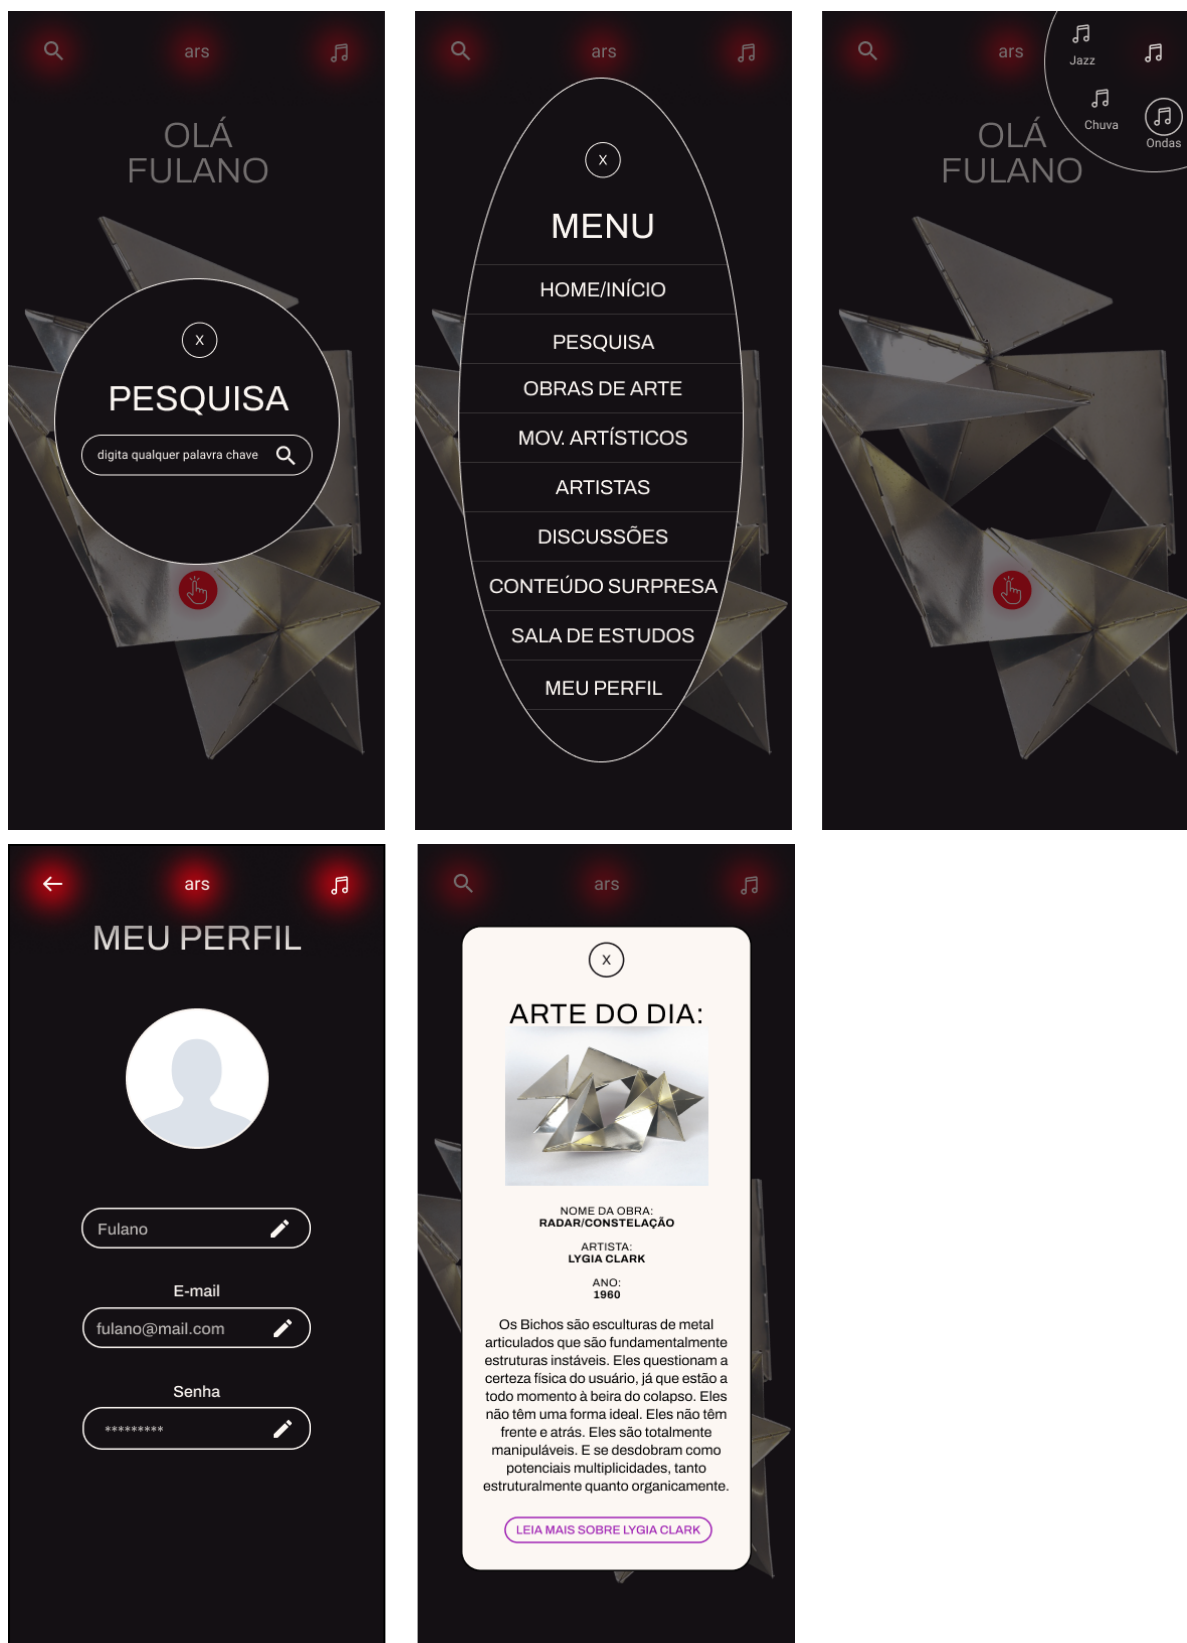 ars
OLÁ
FULANO
X
PESQUISA
digita qualquer palavra chave
ars
X
MENU
HOME/INÍCIO
PESQUISA
OBRAS DE ARTE
MOV. ARTÍSTICOS
ARTISTAS
DISCUSSÕES
CONTEÚDO SURPRESA
SALA DE ESTUDOS
MEU PERFIL
ars
Jazz
Chuva
Ondas
OLÁ
FULANO
ars
MEU PERFIL
Fulano
E-mail
fulano@mail.com
Senha
*********
ars
X
ARTE DO DIA:
NOME DA OBRA:
RADAR/CONSTELAÇÃO
ARTISTA:
LYGIA CLARK
ANO:
1960
Os Bichos são esculturas de metal
articulados que são fundamentalmente
estruturas instáveis. Eles questionam a
certeza física do usuário, já que estão a
todo momento à beira do colapso. Eles
não têm uma forma ideal. Eles não têm
frente e atrás. Eles são totalmente
manipuláveis. E se desdobram como
potenciais multiplicidades, tanto
estruturalmente quanto organicamente.
LEIA MAIS SOBRE LYGIA CLARK